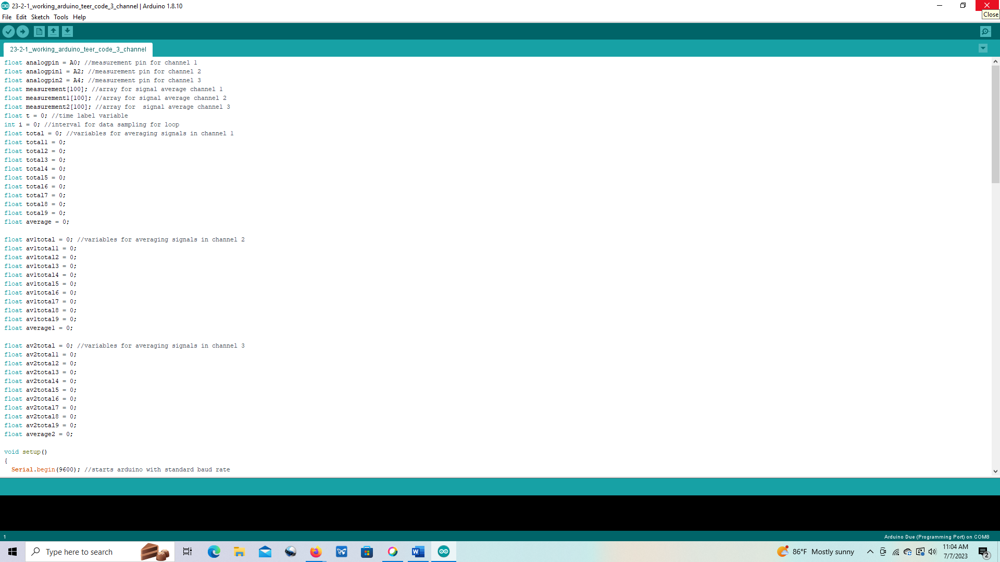 23-2-1_working_arduino_teer_code_3_channel | Arduino 1.8.10
Close
File Edit Sketch Tools Help
23-2-1_working_arduino_teer_code_3_channel
float analogpin = A0; //measurement pin for channel 1
float analogpin1 = A2; //measurement pin for channel 2
float analogpin2 = A4; //measurement pin for channel 3
float measurement[100]; //array for signal average channel 1
float measurement1[100]; //array for signal average channel 2
float measurement2[100]; //array for  signal average channel 3
float t = 0; //time label variable
int i = 0; //interval for data sampling for loop
float total = 0; //variables for averaging signals in channel 1
float total1 = 0;
float total2 = 0;
float total3 = 0;
float total4 = 0;
float total5 = 0;
float total6 = 0;
float total7 = 0;
float total8 = 0;
float total9 = 0;
float average = 0;
float av1total = 0; //variables for averaging signals in channel 2
float av1total1 = 0;
float av1total2 = 0;
float av1total3 = 0;
float av1total4 = 0;
float av1total5 = 0;
float av1total6 = 0;
float av1total7 = 0;
float av1total8 = 0;
float av1total9 = 0;
float average1 = 0;
float av2total = 0; //variables for averaging signals in channel 3
float av2total1 = 0;
float av2total2 = 0;
float av2total3 = 0;
float av2total4 = 0;
float av2total5 = 0;
float av2total6 = 0;
float av2total7 = 0;
float av2total8 = 0;
float av2total9 = 0;
float average2 = 0;
void setup()
{
Serial.begin(9600); //starts arduino with standard baud rate
1
Arduino Due (Programming Port) on COM8
Type here to search
86°F Mostly sunny
11:04 AM
7/7/2023
2